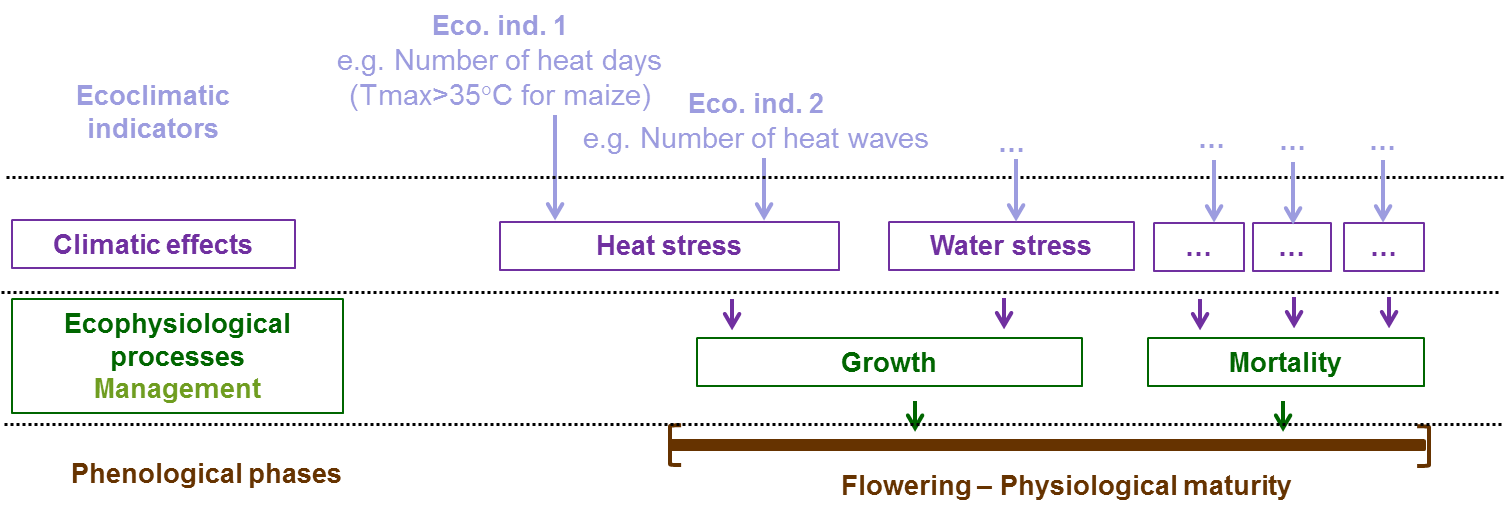 Eco. ind. 1
e.g. Number of heat days
(Tmax>35°C for maize)
Ecoclimatic
indicators
Eco. ind. 2
e.g. Number of heat waves
... ... ... ...
Climatic effects
Heat stress
Water stress
... ... ...
Ecophysiological
processes
Management
Growth
Mortality
Phenological phases
Flowering – Physiological maturity